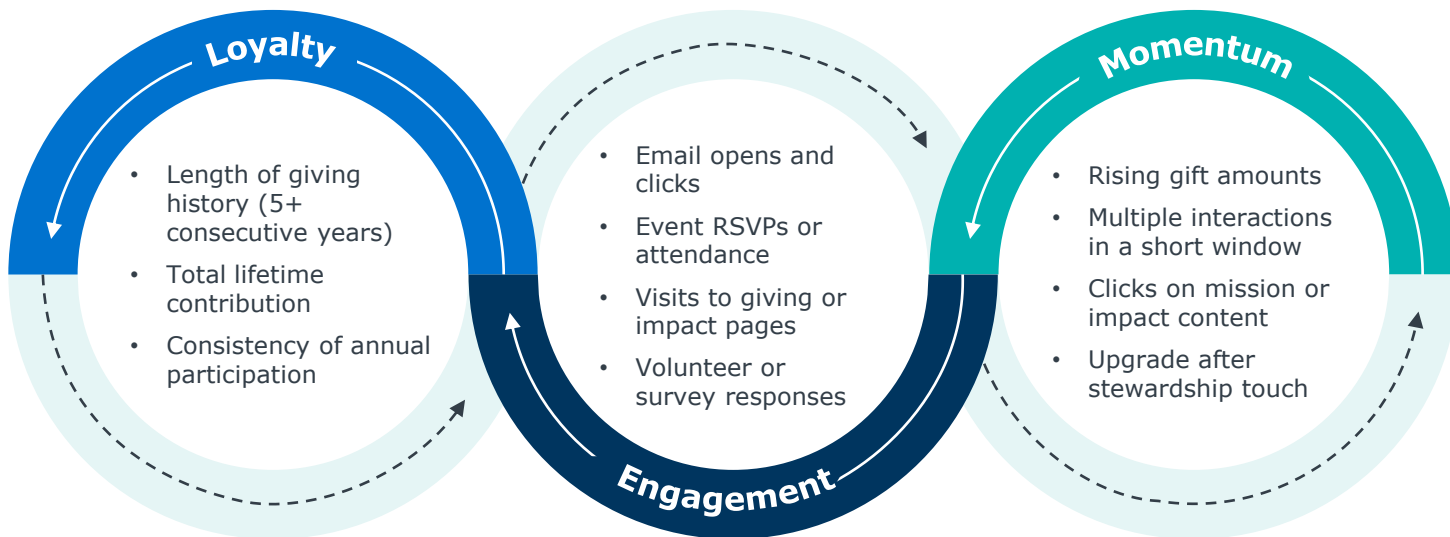 Loyalty
• Length of giving
history (5+
consecutive years)
• Total lifetime
contribution
• Consistency of annual
participation
• Email opens and
clicks
• Event RSVPs or
attendance
• Visits to giving or
impact pages
• Volunteer or
survey responses
Engagement
Momentum
• Rising gift amounts
• Multiple interactions
in a short window
• Clicks on mission or
impact content
• Upgrade after
stewardship touch